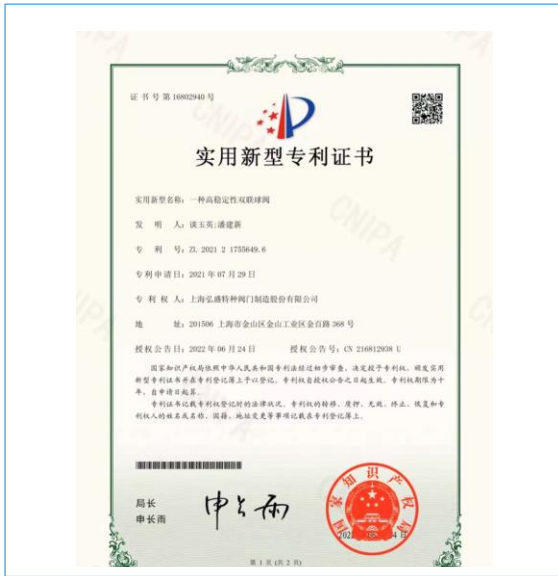 证书号第16802940号
实用新型专利证书
实用新型名称：一种高稳定性双联球阀
发 明 人：谈玉英;潘建新
专 利 号：ZL 2021 2 1755649.6
专利申请日：2021年07月29日
专 利 权 人：上海弘盛特种阀门制造股份有限公司
地 址：201506 上海市金山区金山工业区金百路368号
授权公告日：2022年06月24日 授权公告号：CN 216812938 U
国家知识产权局依照中华人民共和国专利法经过初步审查，决定授予专利权，颁发实用
新型专利证书并在专利登记簿上予以登记。专利权自授权公告之日起生效。专利权期限为十
年，自申请日起算。
专利证书记载专利权登记时的法律状况。专利权的转移、质押、无效、终止、恢复和专
利权人的姓名或名称、国籍、地址变更等事项记载在专利登记簿上。
局长
申长雨
申长雨
国家知识产权局
第 1 页 (共 2 页)
CNIPA
CNIPA